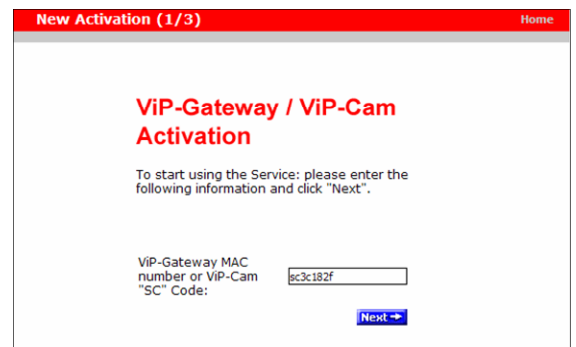 New Activation (1/3) Home
ViP-Gateway / ViP-Cam
Activation
To start using the Service: please enter the
following information and click "Next".
ViP-Gateway MAC
number or ViP-Cam
"SC" Code:
sc3c182f
Next